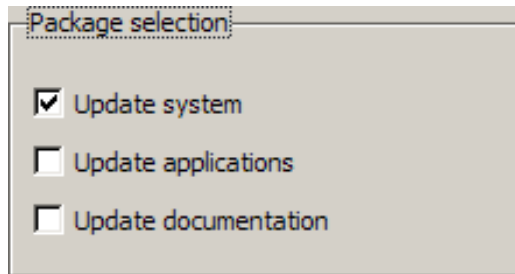 Package selection
Update system
Update applications
Update documentation